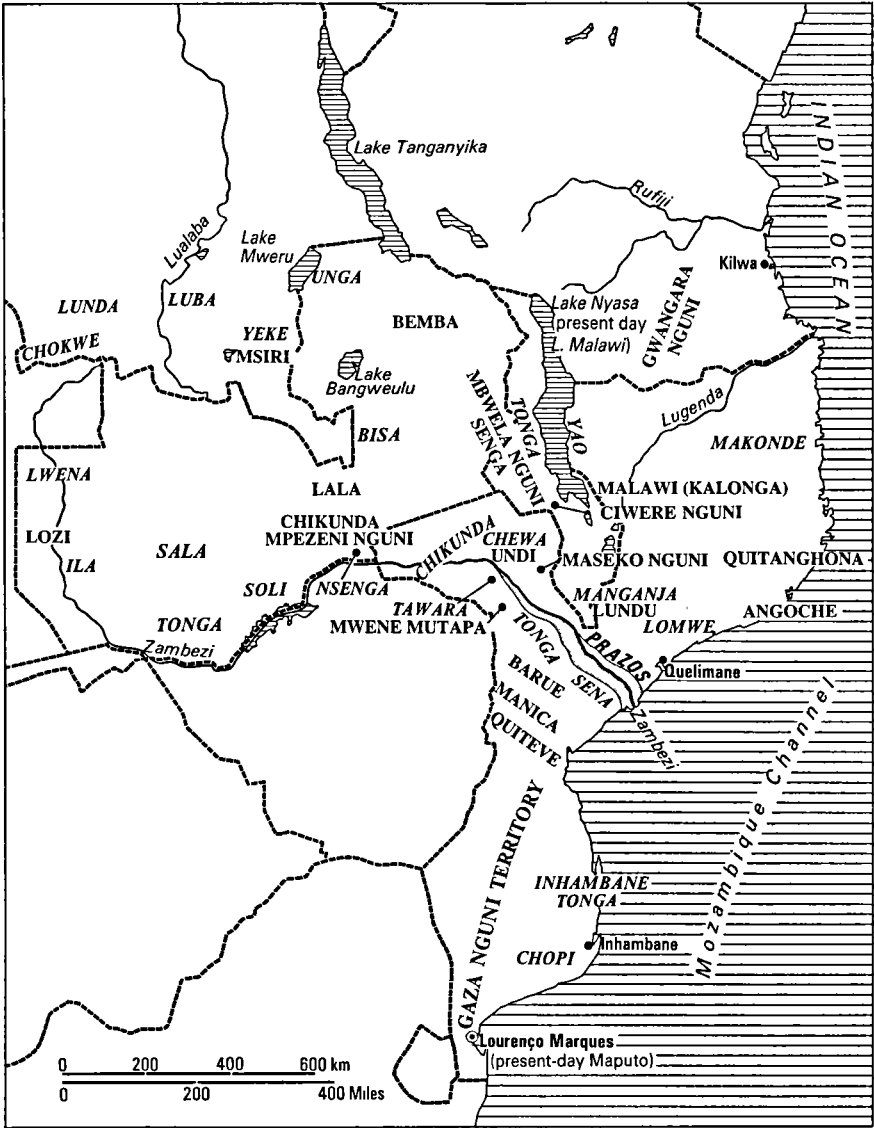 INDIAN OCEAN
Lake Tanganyika
Rufiji
Lualaba
Lake
Mweru
Kilwa
UNGA
LUNDA
LUBA
Lake Nyasa
(present day
L. Malawi)
GWANGARA
NGUNI
BEMBA
YEKE
MSIRI
CHOKWE
Lake
Bangweulu
MBWELA NGUNI
TONGA
SENGA
YAO
Lugenda
MAKONDE
BISA
LWENA
LALA
MALAWI (KALONGA)
CIWERE NGUNI
CHIKUNDA
MPEZENI NGUNI
LOZI
ILA
SALA
CHIKUNDA
CHEWA
UNDI
MASEKO NGUNI
QUITANGHONA
SOLI
NSENGA
MANGANJA
LUNDU
ANGOCHE
TAWARA
MWENE MUTAPA
LOMWE
TONGA
Zambezi
TONGA
SENA
PRAZOS
Quelimane
BARUE
MANICA
QUITEVE
Zambezi
Mozambique Channel
GAZA NGUNI TERRITORY
INHAMBANE
TONGA
Inhambane
CHOPI
Lourenço Marques
(present-day Maputo)
0 200 400 600 km
0 200 400 Miles